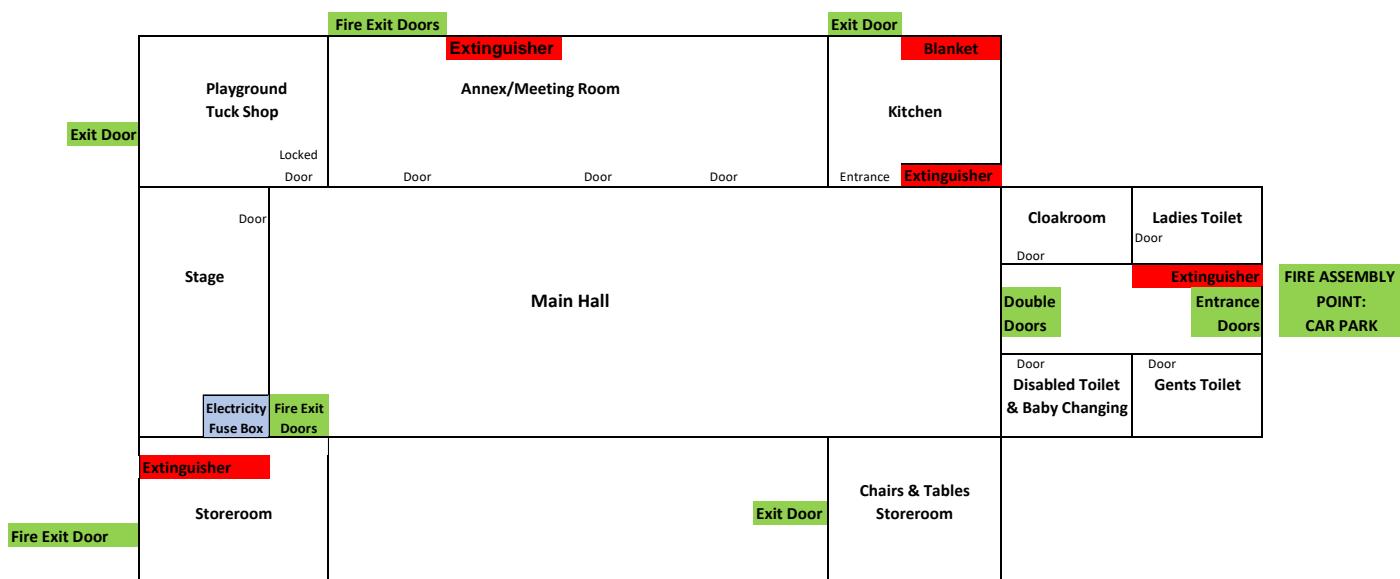 Fire Exit Doors
Exit Door
Extinguisher
Blanket
Playground
Tuck Shop
Annex/Meeting Room
Kitchen
Exit Door
Locked
Door
Door
Door
Door
Entrance
Extinguisher
Door
Stage
Main Hall
Cloakroom
Door
Ladies Toilet
Door
Extinguisher
Double
Doors
Entrance
Doors
FIRE ASSEMBLY
POINT:
CAR PARK
Door
Disabled Toilet
& Baby Changing
Door
Gents Toilet
Electricity
Fuse Box
Fire Exit
Doors
Extinguisher
Storeroom
Fire Exit Door
Exit Door
Chairs & Tables
Storeroom